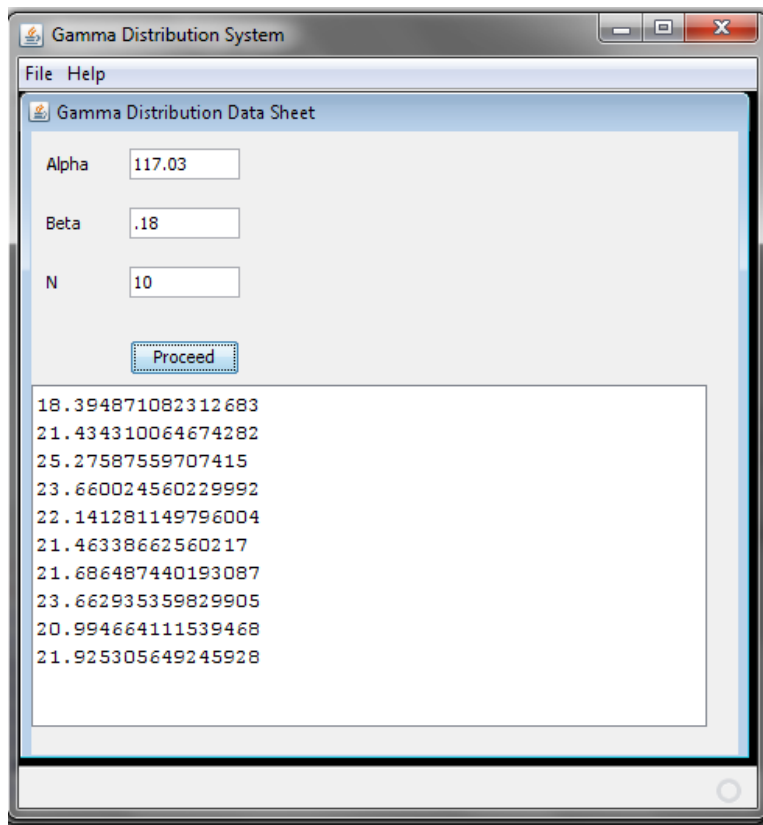 Gamma Distribution System
File Help
Gamma Distribution Data Sheet
Alpha 117.03
Beta .18
N 10
Proceed
18.394871082312683
21.434310064674282
25.27587559707415
23.660024560229992
22.141281149796004
21.46338662560217
21.686487440193087
23.662935359829905
20.994664111539468
21.925305649245928